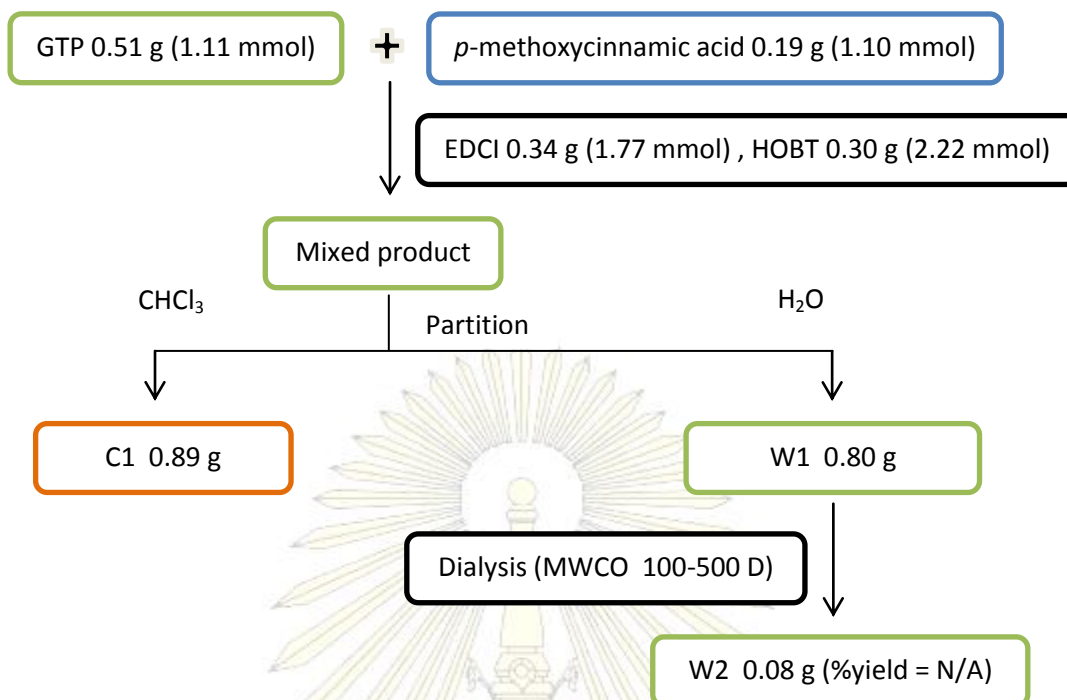 GTP 0.51 g (1.11 mmol)
p-methoxycinnamic acid 0.19 g (1.10 mmol)
EDCI 0.34 g (1.77 mmol) , HOBT 0.30 g (2.22 mmol)
Mixed product
CHCl₃
H₂O
Partition
C1 0.89 g
W1 0.80 g
Dialysis (MWCO 100-500 D)
W2 0.08 g (%yield = N/A)